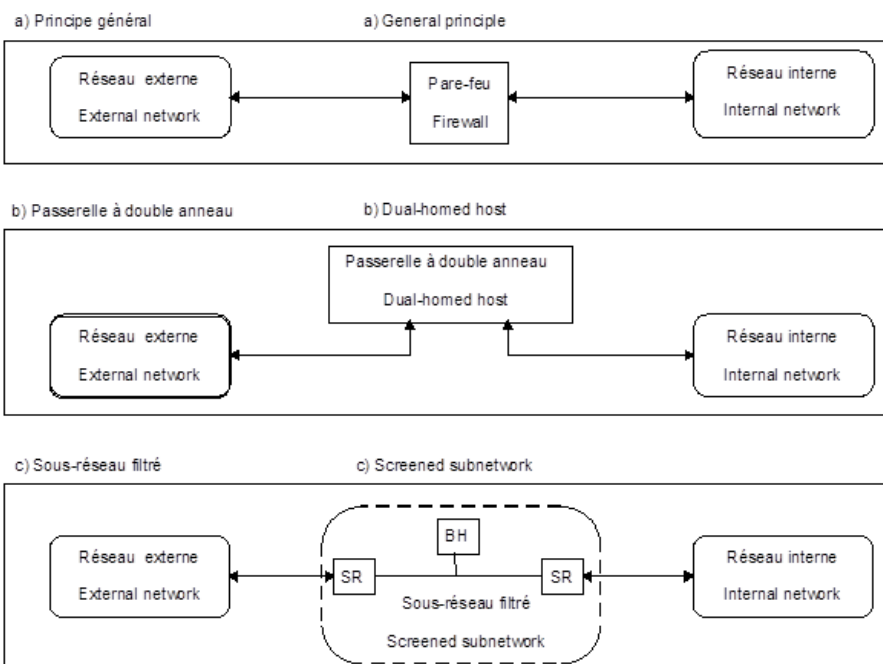 a) Principe général
a) General principle
Réseau externe
External network
Pare-feu
Firewall
Réseau interne
Internal network
b) Passerelle à double anneau
b) Dual-homed host
Passerelle à double anneau
Dual-homed host
Réseau externe
External network
Réseau interne
Internal network
c) Sous-réseau filtré
c) Screened subnetwork
Réseau externe
External network
SR
BH
SR
Sous-réseau filtré
Screened subnetwork
Réseau interne
Internal network